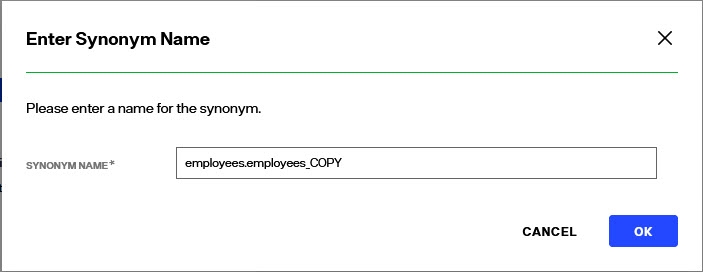 Enter Synonym Name
Please enter a name for the synonym.
SYNONYM NAME* employees.employees_COPY
CANCEL OK